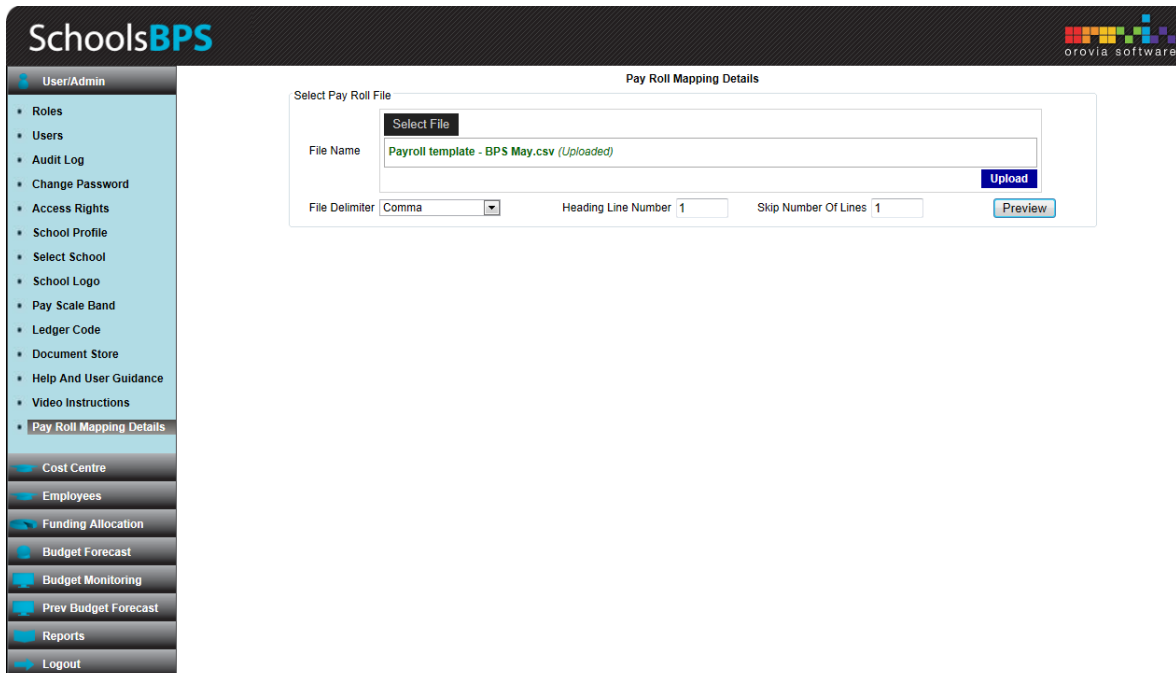 SchoolsBPS
orovia software
User/Admin
Roles
Users
Audit Log
Change Password
Access Rights
School Profile
Select School
School Logo
Pay Scale Band
Ledger Code
Document Store
Help And User Guidance
Video Instructions
Pay Roll Mapping Details
Cost Centre
Employees
Funding Allocation
Budget Forecast
Budget Monitoring
Prev Budget Forecast
Reports
Logout
Pay Roll Mapping Details
Select Pay Roll File
Select File
File Name Payroll template - BPS May.csv (Uploaded)
Upload
File Delimiter Comma Heading Line Number 1 Skip Number Of Lines 1 Preview